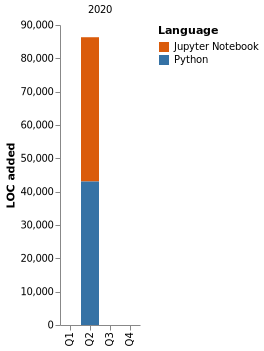 2020
Language
Jupyter Notebook
Python
LOC added
90,000
80,000
70,000
60,000
50,000
40,000
30,000
20,000
10,000
0
Q1
Q2
Q3
Q4